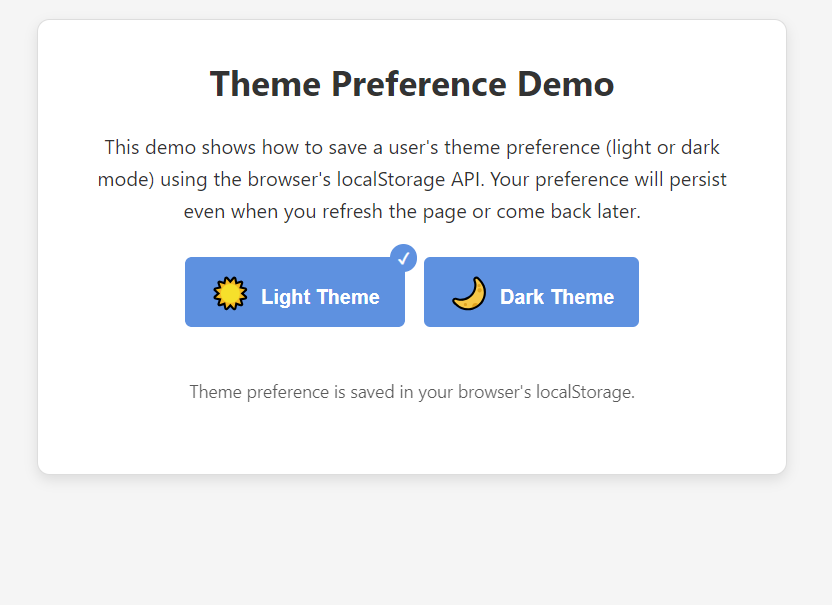 Theme Preference Demo
This demo shows how to save a user's theme preference (light or dark
mode) using the browser's localStorage API. Your preference will persist
even when you refresh the page or come back later.
Light Theme
Dark Theme
Theme preference is saved in your browser's localStorage.